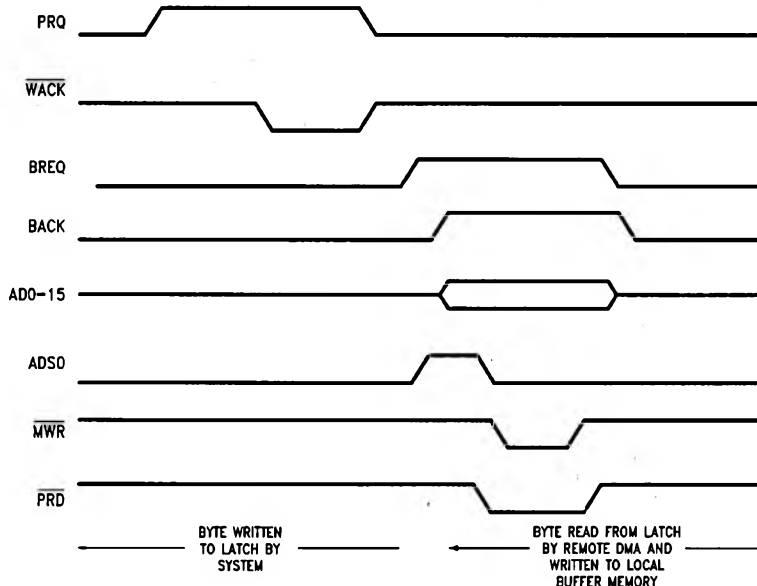 PRQ
WACK
BREQ
BACK
AD0-15
ADS0
MWR
PRD
BYTE WRITTEN
TO LATCH BY
SYSTEM
BYTE READ FROM LATCH
BY REMOTE DMA AND
WRITTEN TO LOCAL
BUFFER MEMORY